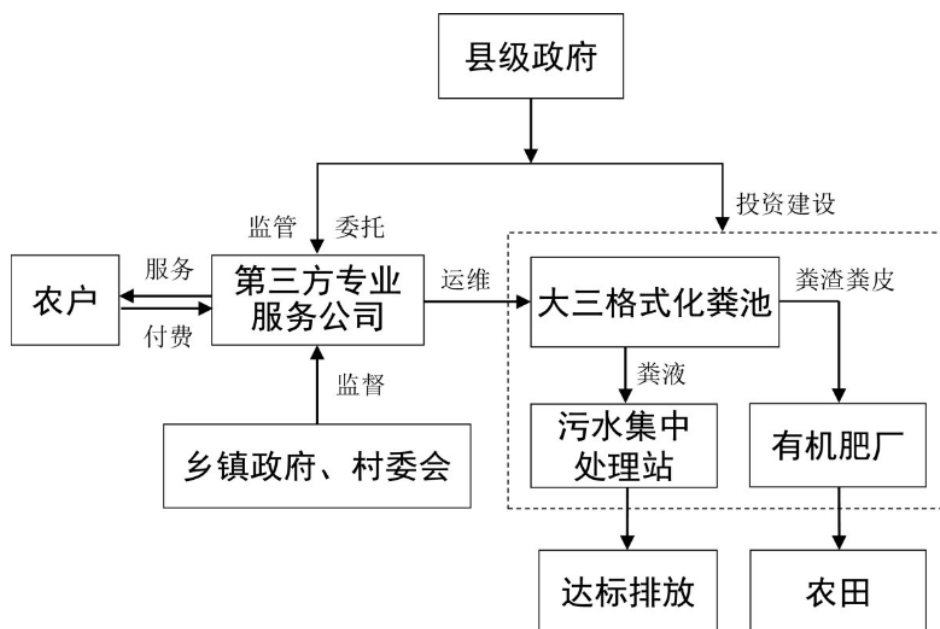 县级政府
投资建设
监管 委托
服务
农户
付费
第三方专业
服务公司
运维
大三格式化粪池
粪渣粪皮
监督
粪液
乡镇政府、村委会
污水集中
处理站
有机肥厂
达标排放
农田